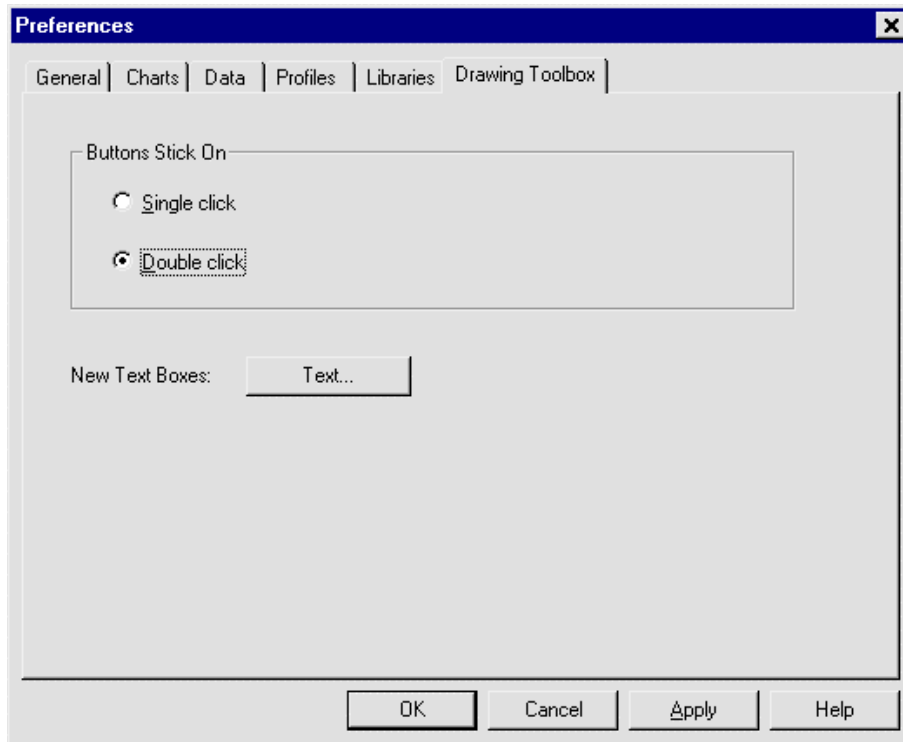 Preferences
General Charts Data Profiles Libraries Drawing Toolbox
Buttons Stick On
Single click
Double click
New Text Boxes: Text...
OK Cancel Apply Help